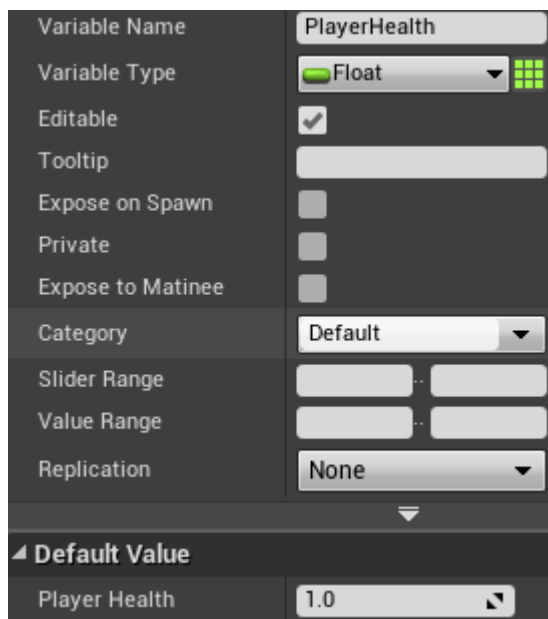 Variable Name PlayerHealth
Variable Type Float
Editable
Tooltip
Expose on Spawn
Private
Expose to Matinee
Category Default
Slider Range ..
Value Range ..
Replication None
Default Value
Player Health 1.0